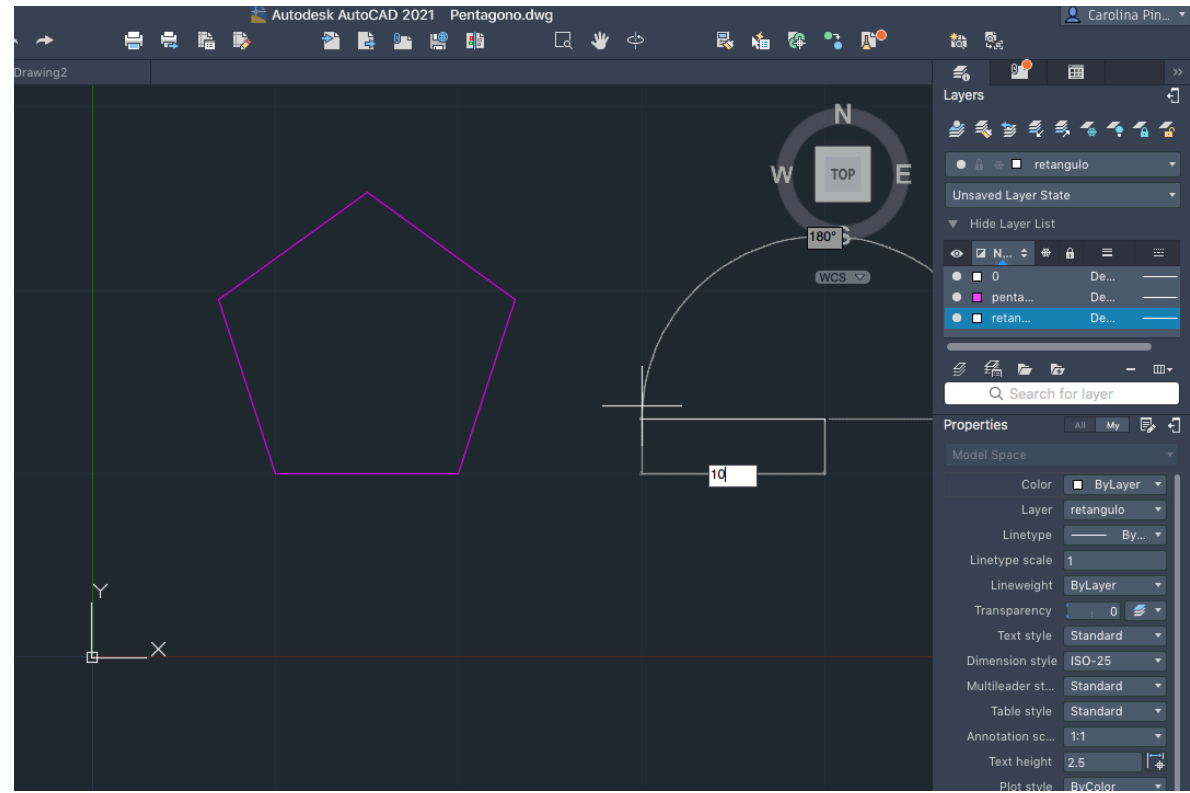 Autodesk AutoCAD 2021 Pentagono.dwg
Carolina Pin...
Drawing2
Layers
retangulo
Unsaved Layer State
Hide Layer List
N...
0 De...
penta... De...
retan... De...
Search for layer
Properties All My
Model Space
Color ByLayer
Layer retangulo
Linetype By...
Linetype scale 1
Lineweight ByLayer
Transparency 0
Text style Standard
Dimension style ISO-25
Multileader st... Standard
Table style Standard
Annotation sc... 1:1
Text height 2.5
Plot style ByColor
N
W TOP E
S
180°
WCS
10
Y
X